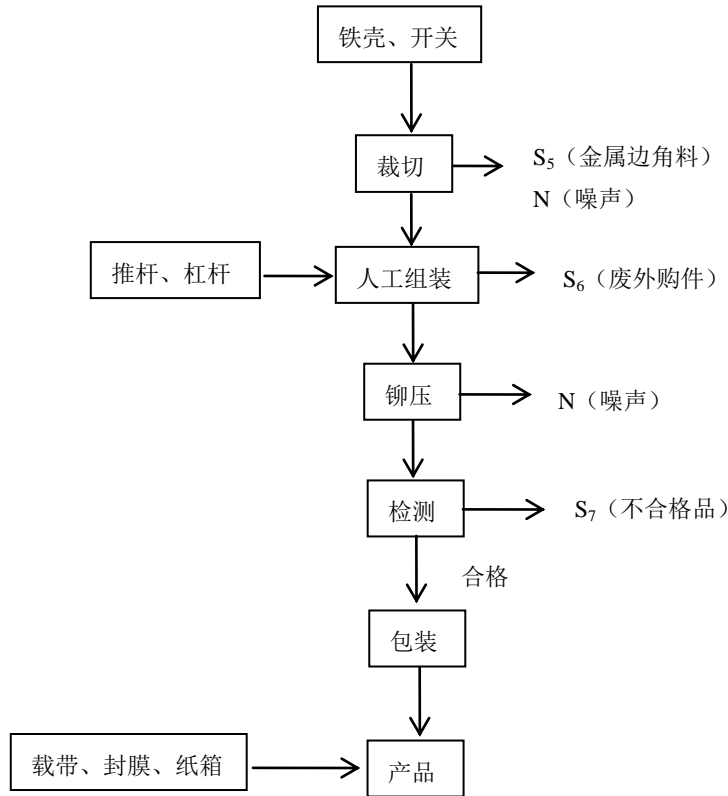 铁壳、开关
裁切
S5（金属边角料）
N（噪声）
推杆、杠杆
人工组装
S6（废外购件）
铆压
N（噪声）
检测
S7（不合格品）
合格
包装
载带、封膜、纸箱
产品